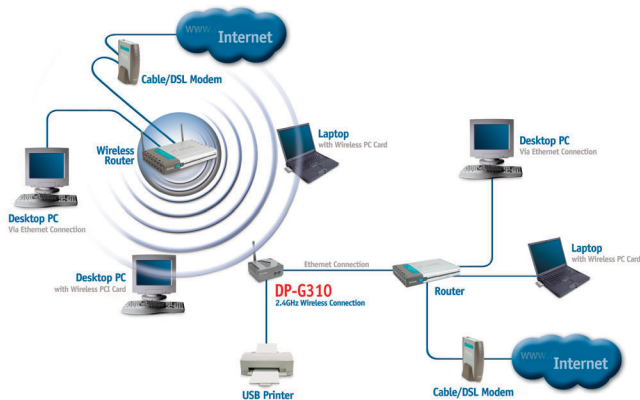 www.
Internet
Cable/DSL Modem
Wireless
Router
Laptop
with Wireless PC Card
Desktop PC
Via Ethernet Connection
Desktop PC
Via Ethernet Connection
Desktop PC
with Wireless PCI Card
Ethernet Connection
DP-G310
2.4GHz Wireless Connection
Router
Laptop
with Wireless PC Card
USB Printer
Cable/DSL Modem
www.
Internet